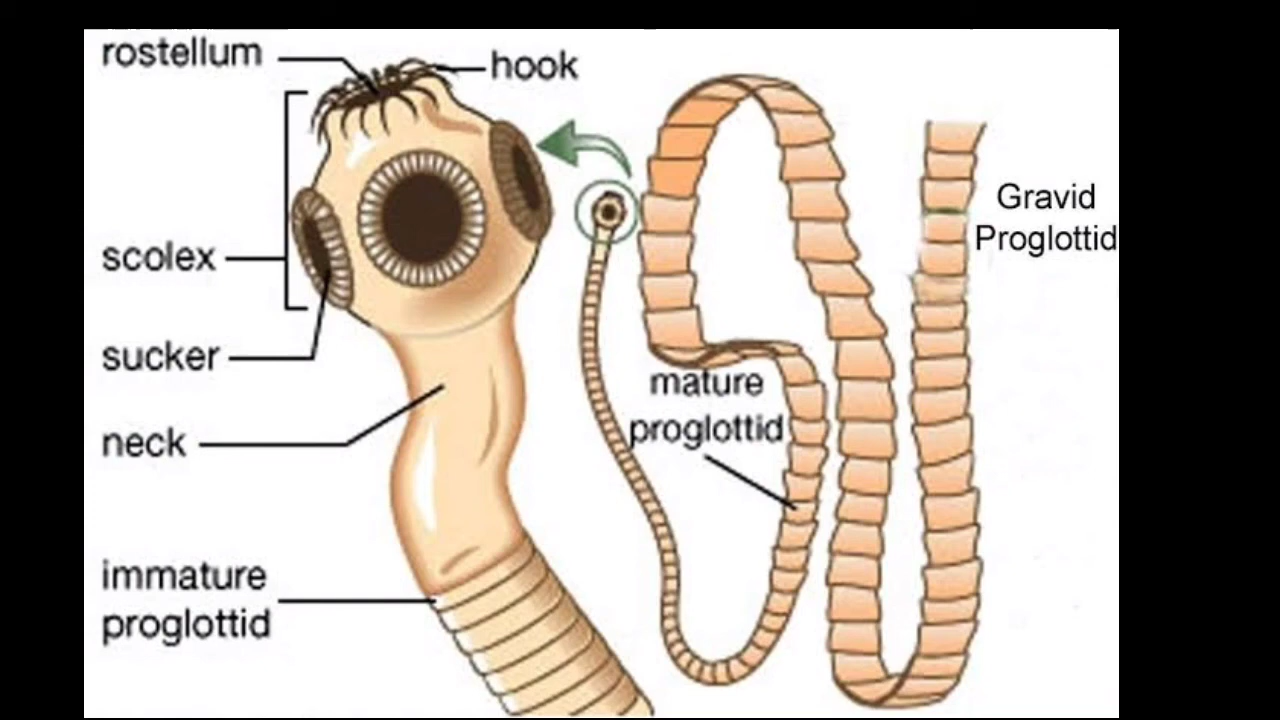 rostellum
hook
scolex
sucker
neck
immature
proglottid
mature
proglottid
Gravid
Proglottid